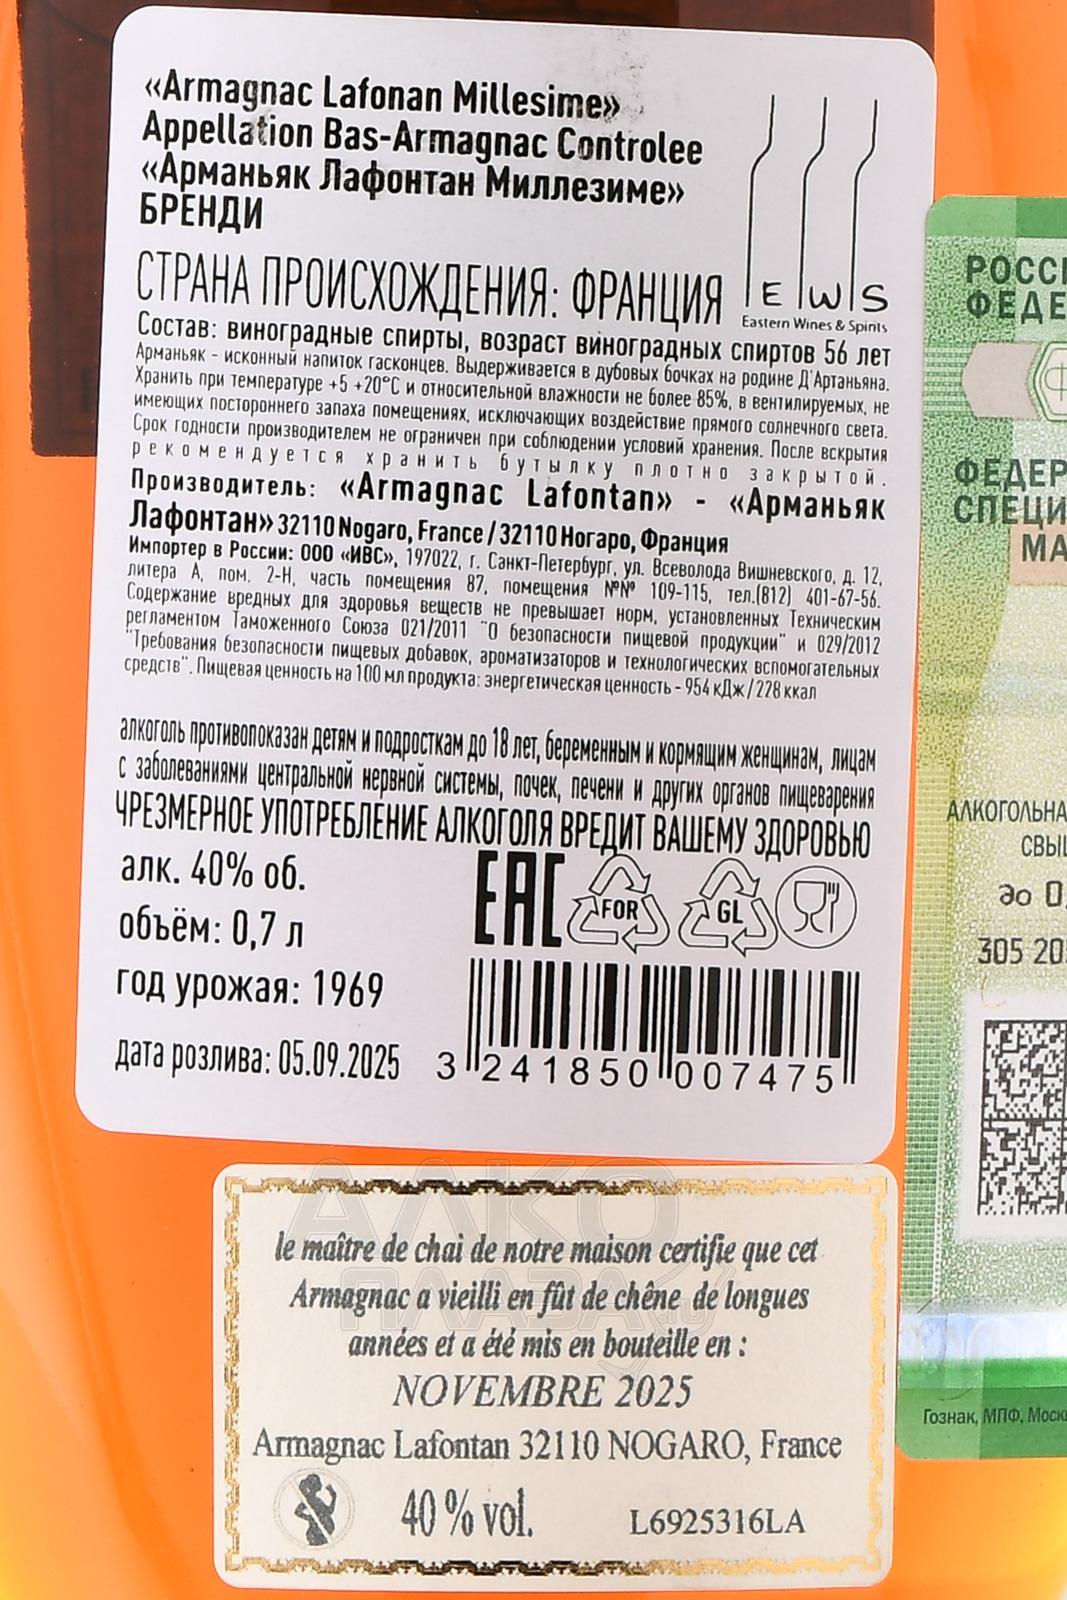 «Armagnac Lafonan Millesime»
Appellation Bas-Armagnac Controlee
«Арманьяк Лафонтан Миллезиме»
БРЕНДИ
E W S
Eastern Wines & Spirits
СТРАНА ПРОИСХОЖДЕНИЯ: ФРАНЦИЯ
Состав: виноградные спирты, возраст виноградных спиртов 56 лет
Арманьяк - исконный напиток гасконцев. Выдерживается в дубовых бочках на родине Д'Артаньяна.
Хранить при температуре +5 +20°C и относительной влажности не более 85%, в вентилируемых, не
имеющих постороннего запаха помещениях, исключающих воздействие прямого солнечного света.
Срок годности производителем не ограничен при соблюдении условий хранения. После вскрытия
рекомендуется хранить бутылку плотно закрытой.
Производитель: «Armagnac Lafontan» - «Арманьяк
Лафонтан» 32110 Nogaro, France / 32110 Ногаро, Франция
Импортер в России: ООО «ИВС», 197022, г. Санкт-Петербург, ул. Всеволода Вишневского, д. 12,
литера А, пом. 2-Н, часть помещения 87, помещения №№ 109-115, тел.(812) 401-67-56.
Содержание вредных для здоровья веществ не превышает норм, установленных Техническим
регламентом Таможенного Союза 021/2011 "О безопасности пищевой продукции" и 029/2012
"Требования безопасности пищевых добавок, ароматизаторов и технологических вспомогательных
средств". Пищевая ценность на 100 мл продукта: энергетическая ценность - 954 кДж / 228 ккал
алкоголь противопоказан детям и подросткам до 18 лет, беременным и кормящим женщинам, лицам
с заболеваниями центральной нервной системы, почек, печени и других органов пищеварения
ЧРЕЗМЕРНОЕ УПОТРЕБЛЕНИЕ АЛКОГОЛЯ ВРЕДИТ ВАШЕМУ ЗДОРОВЬЮ
алк. 40% об.
объём: 0,7 л
год урожая: 1969
дата розлива: 05.09.2025
EAC
FOR
GL
3 241850 007475
le maître de chai de notre maison certifie que cet
Armagnac a vieilli en fût de chêne de longues
années et a été mis en bouteille en :
NOVEMBRE 2025
Armagnac Lafontan 32110 NOGARO, France
40 % vol.
L6925316LA
РОССИ
ФЕДЕ
ФЕДЕР
СПЕЦИ
МА
АЛКОГОЛЬНА
СВЫ
до 0,
305 20
Гознак, МПФ, Моск
АЛКО
ПЛАЗА.ру